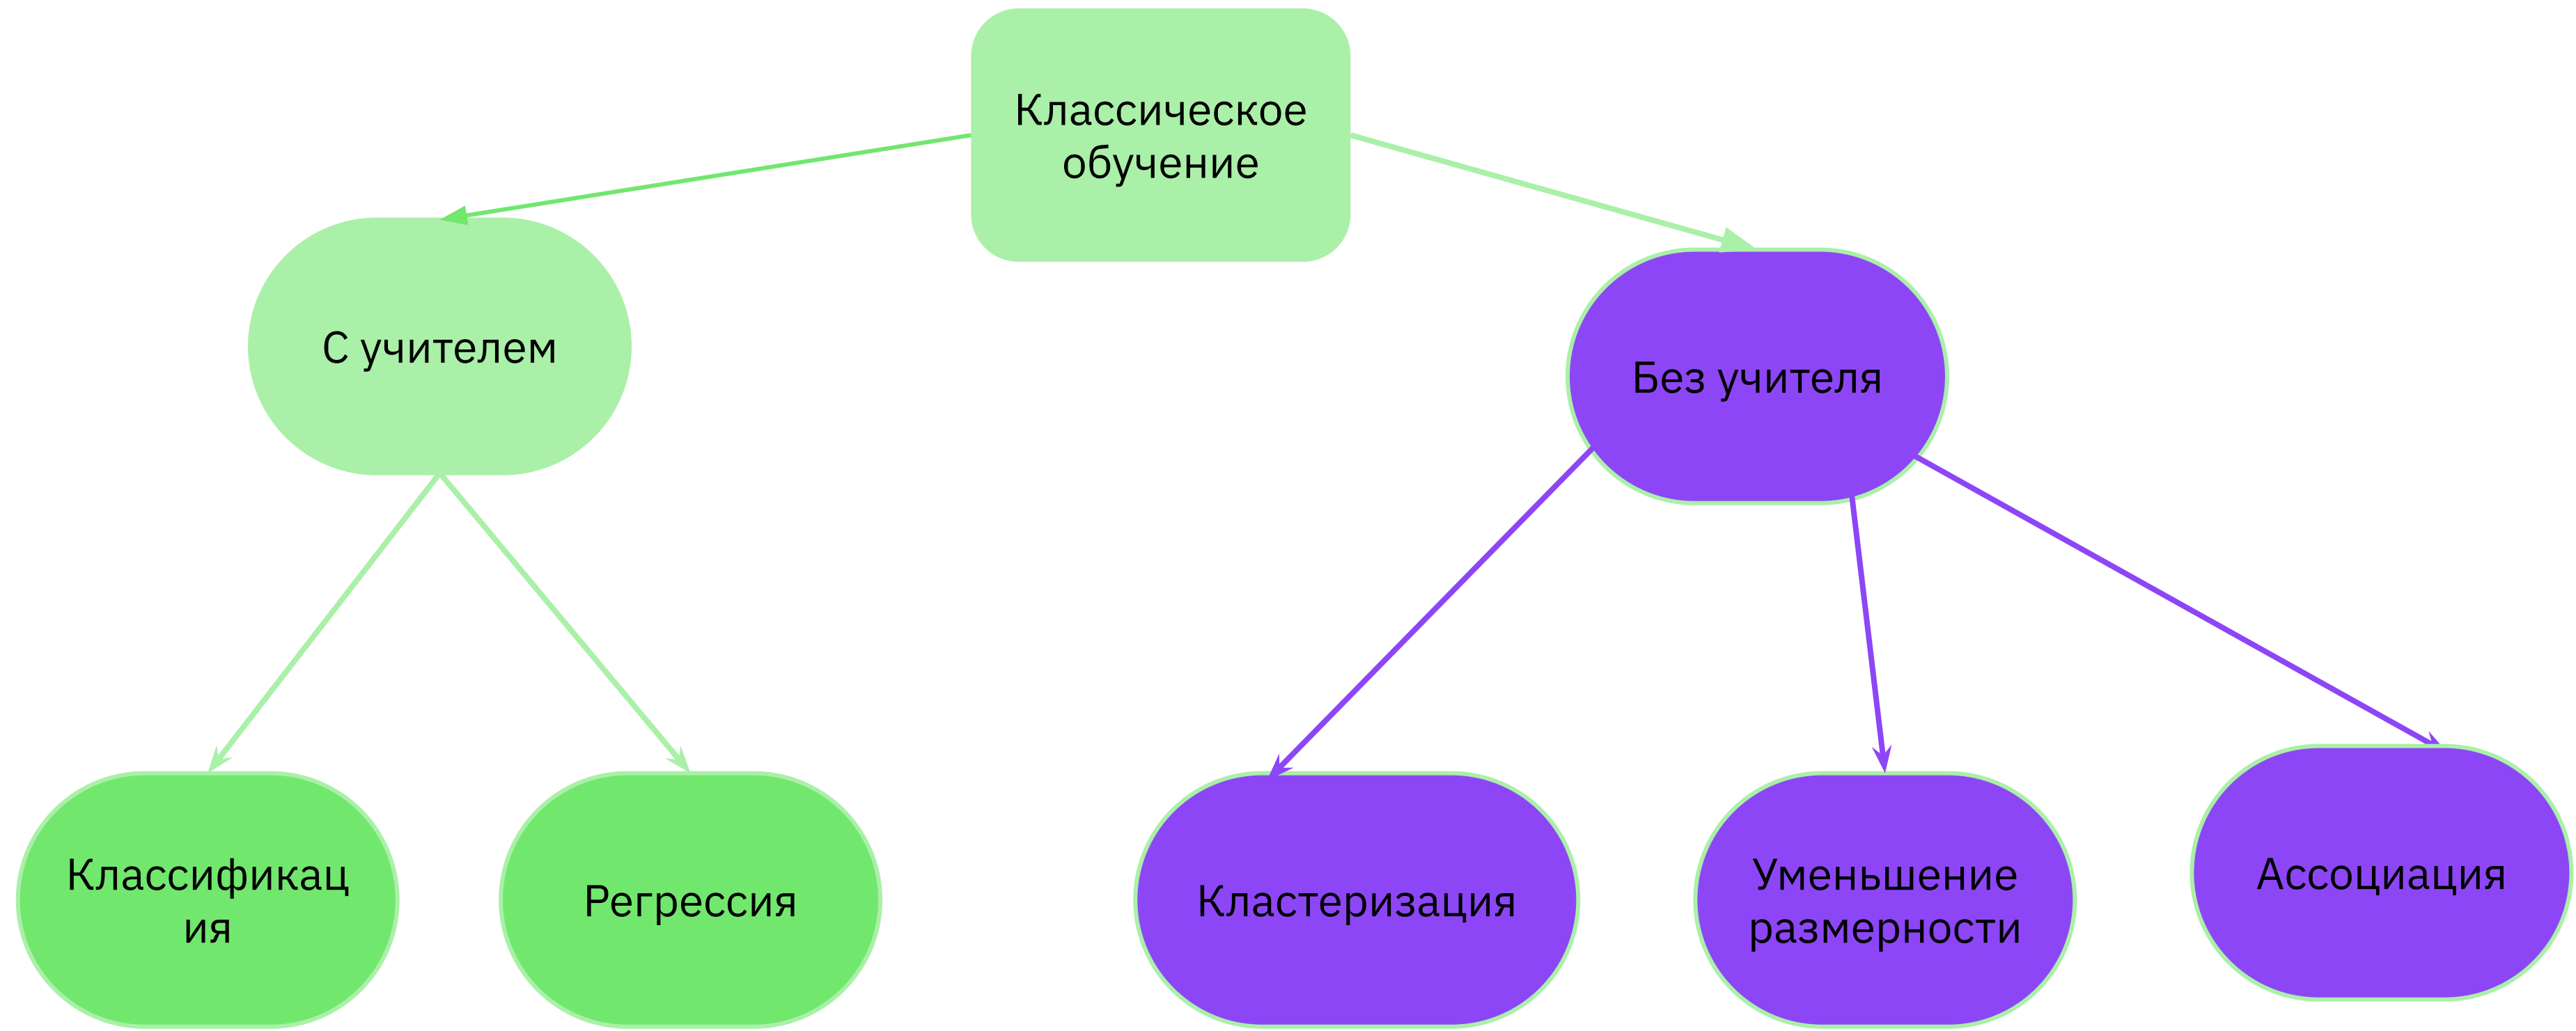 Классическое
обучение
С учителем
Без учителя
Классификац
ия
Регрессия
Кластеризация
Уменьшение
размерности
Ассоциация